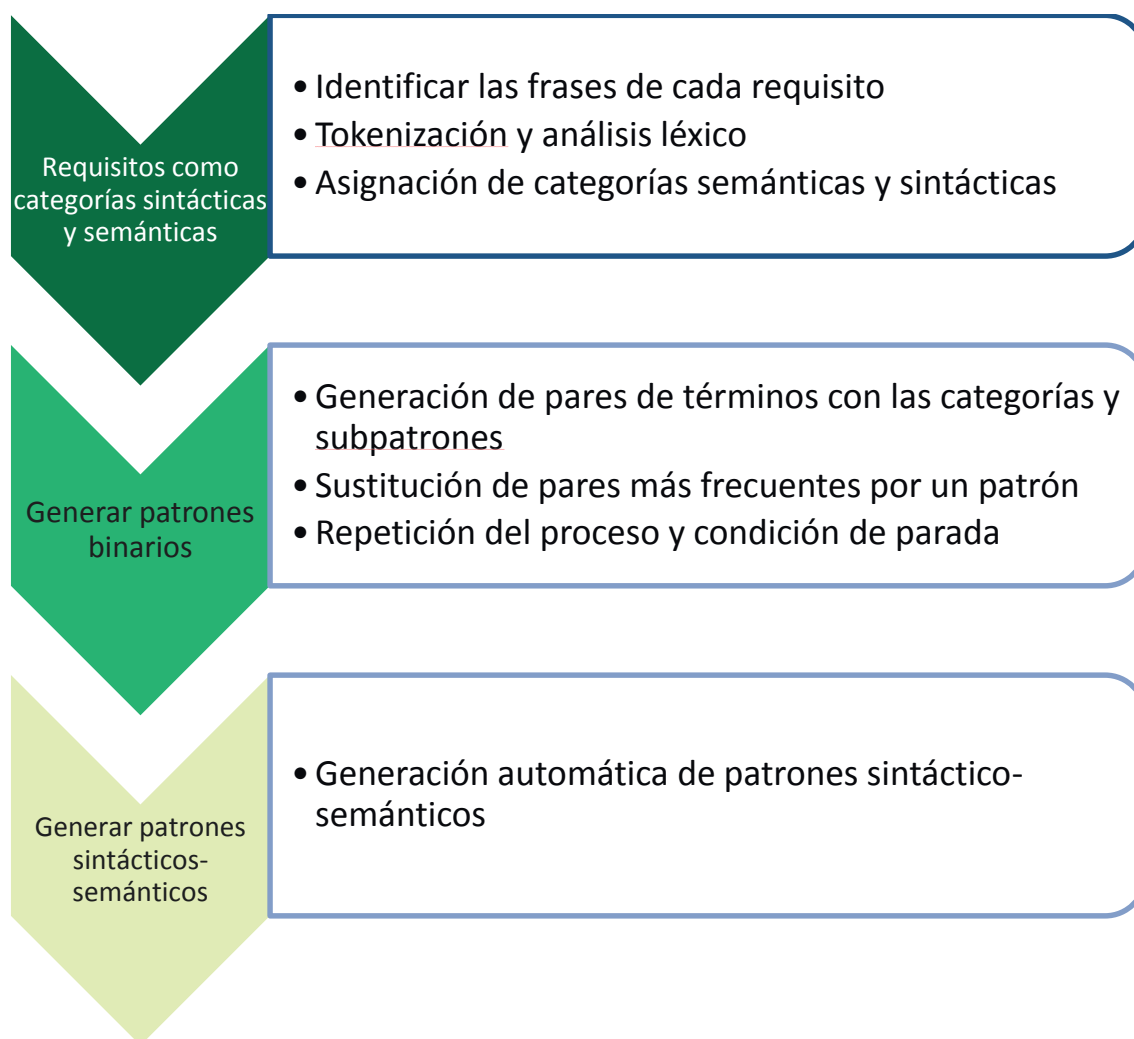 Requisitos como
categorías sintácticas
y semánticas
• Identificar las frases de cada requisito
• Tokenización y análisis léxico
• Asignación de categorías semánticas y sintácticas
Generar patrones
binarios
• Generación de pares de términos con las categorías y
subpatrones
• Sustitución de pares más frecuentes por un patrón
• Repetición del proceso y condición de parada
Generar patrones
sintácticos-
semánticos
• Generación automática de patrones sintáctico-
semánticos